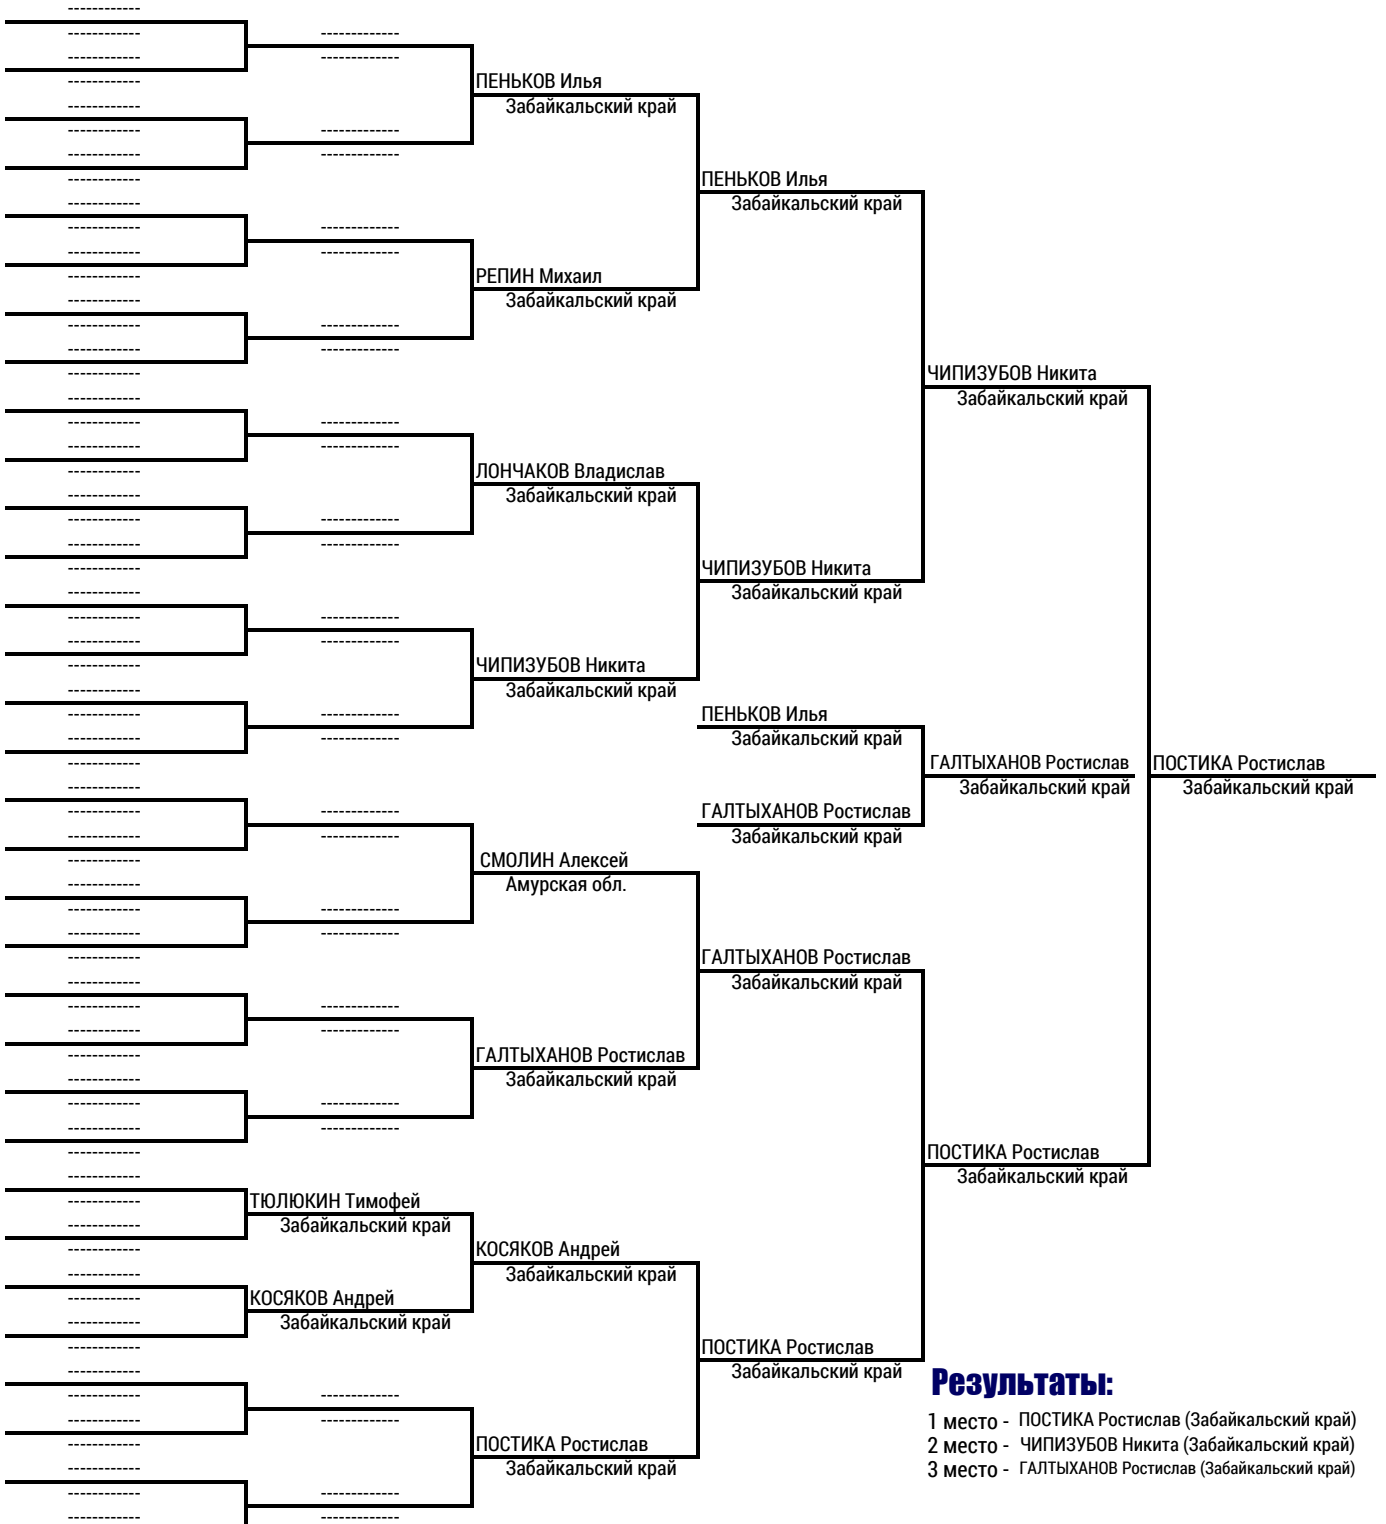 ПЕНЬКОВ Илья
Забайкальский край
ПЕНЬКОВ Илья
Забайкальский край
РЕПИН Михаил
Забайкальский край
ЧИПИЗУБОВ Никита
Забайкальский край
ЛОНЧАКОВ Владислав
Забайкальский край
ЧИПИЗУБОВ Никита
Забайкальский край
ЧИПИЗУБОВ Никита
Забайкальский край
ПЕНЬКОВ Илья
Забайкальский край
ГАЛТЫХАНОВ Ростислав
Забайкальский край
ПОСТИКА Ростислав
Забайкальский край
ГАЛТЫХАНОВ Ростислав
Забайкальский край
СМОЛИН Алексей
Амурская обл.
ГАЛТЫХАНОВ Ростислав
Забайкальский край
ГАЛТЫХАНОВ Ростислав
Забайкальский край
ПОСТИКА Ростислав
Забайкальский край
ТЮЛЮКИН Тимофей
Забайкальский край
КОСЯКОВ Андрей
Забайкальский край
КОСЯКОВ Андрей
Забайкальский край
ПОСТИКА Ростислав
Забайкальский край
ПОСТИКА Ростислав
Забайкальский край
Результаты:
1 место - ПОСТИКА Ростислав (Забайкальский край)
2 место - ЧИПИЗУБОВ Никита (Забайкальский край)
3 место - ГАЛТЫХАНОВ Ростислав (Забайкальский край)